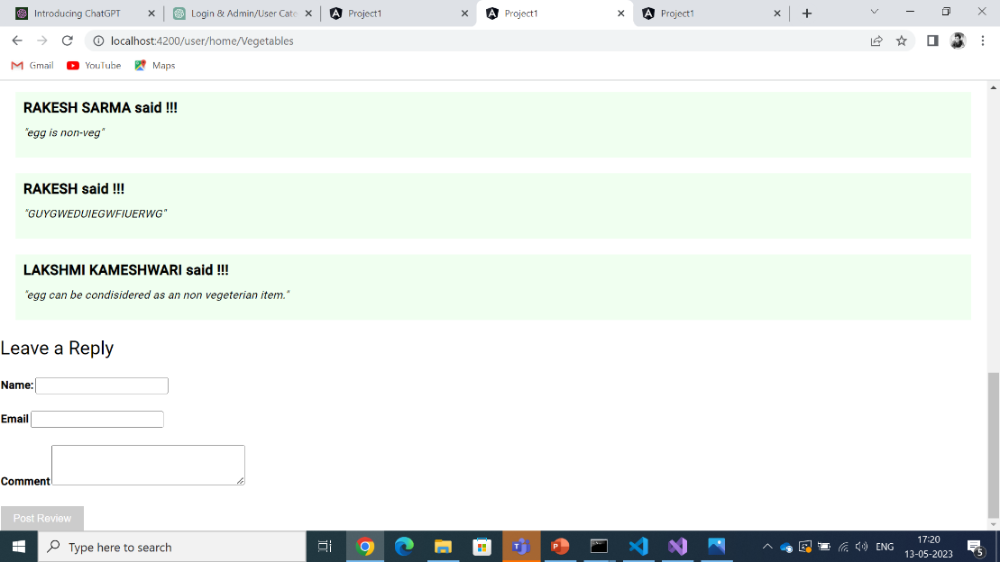 Introducing ChatGPT
Login & Admin/User Cate
Project1
Project1
Project1
localhost:4200/user/home/Vegetables
Gmail
YouTube
Maps
RAKESH SARMA said !!!
"egg is non-veg"
RAKESH said !!!
"GUYGWEDUIEGWFIUERWG"
LAKSHMI KAMESHWARI said !!!
"egg can be condisidered as an non vegeterian item."
Leave a Reply
Name:
Email
Comment
Post Review
Type here to search
ENG
17:20
13-05-2023
5